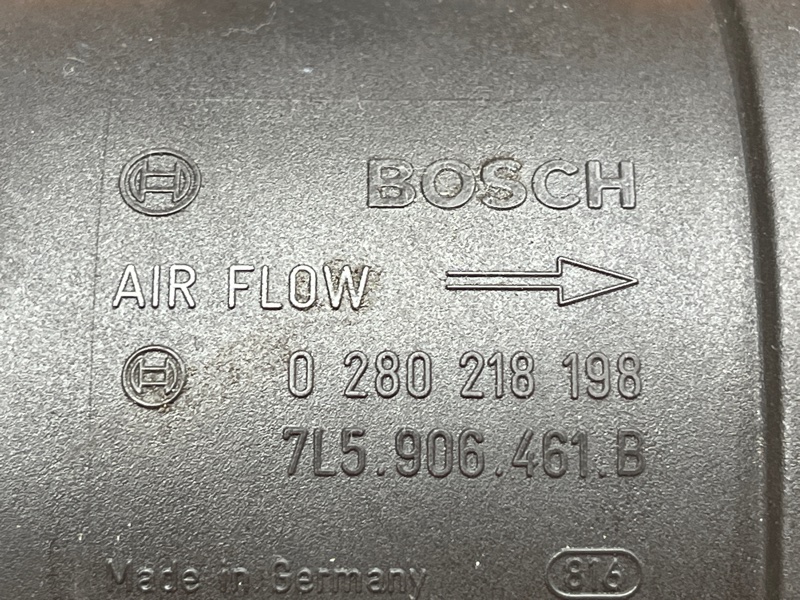 BOSCH
AIR FLOW
0 280 218 198
7L5.906.461.B
Made in Germany 816